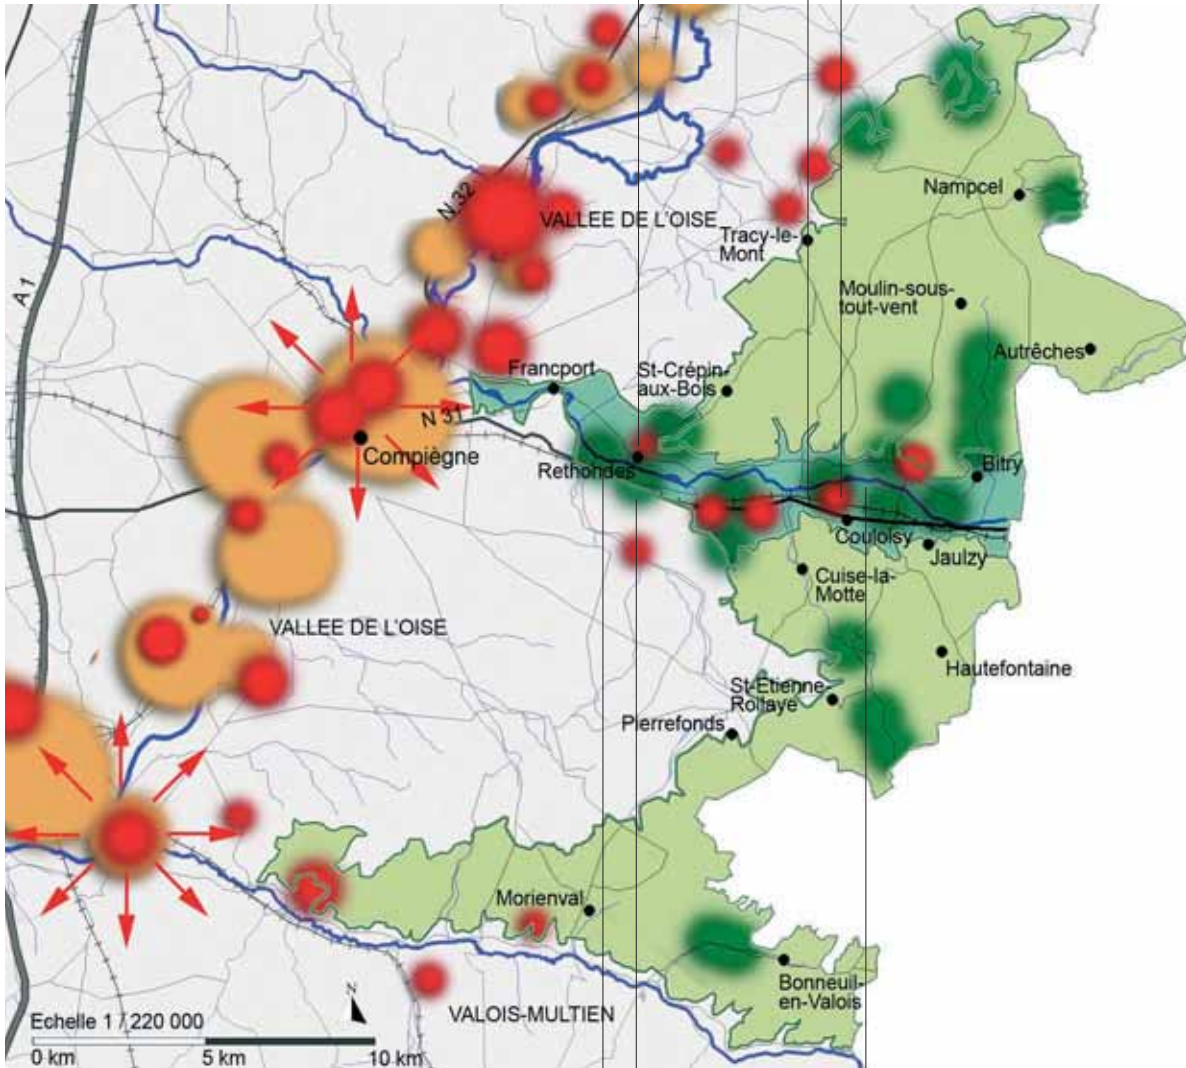 N 32
VALLEE DE L'OISE
Nampcel
Tracy-le-
Mont
A 1
Moulin-sous-
tout-vent
Autrêches
Francport
St-Crépin-
aux-Bois
N 31
Compiègne
Rethondes
Bitry
Couloisy
Jaulzy
Cuise-la-
Motte
VALLEE DE L'OISE
Hautefontaine
St-Etienne-
Roilaye
Pierrefonds
Morienval
Bonneuil-
en-Valois
N
VALOIS-MULTIEN
Echelle 1 / 220 000
0 km
5 km
10 km